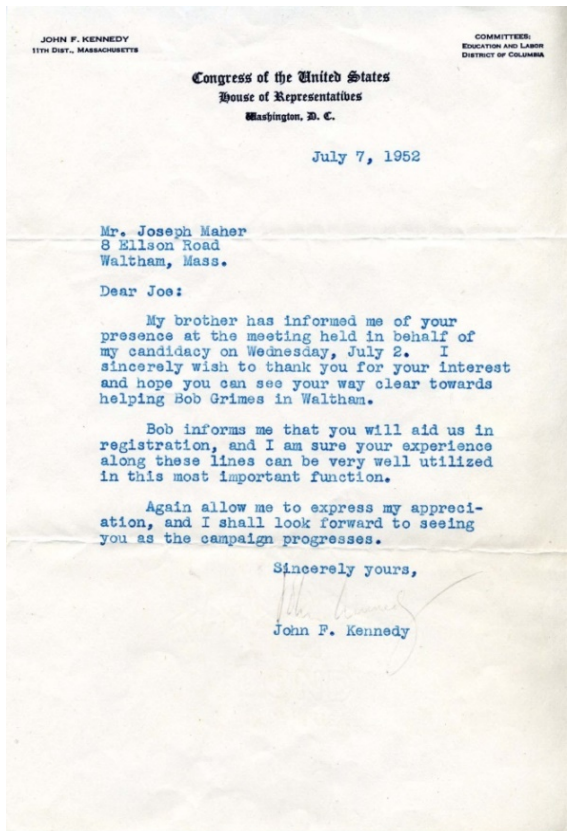 JOHN F. KENNEDY
11TH DIST., MASSACHUSETTS
COMMITTEES:
EDUCATION AND LABOR
DISTRICT OF COLUMBIA
Congress of the United States
House of Representatives
Washington, D. C.
July 7, 1952
Mr. Joseph Maher
8 Ellson Road
Waltham, Mass.
Dear Joe:
My brother has informed me of your
presence at the meeting held in behalf of
my candidacy on Wednesday, July 2. I
sincerely wish to thank you for your interest
and hope you can see your way clear towards
helping Bob Grimes in Waltham.
Bob informs me that you will aid us in
registration, and I am sure your experience
along these lines can be very well utilized
in this most important function.
Again allow me to express my appreci-
ation, and I shall look forward to seeing
you as the campaign progresses.
Sincerely yours,
John F. Kennedy